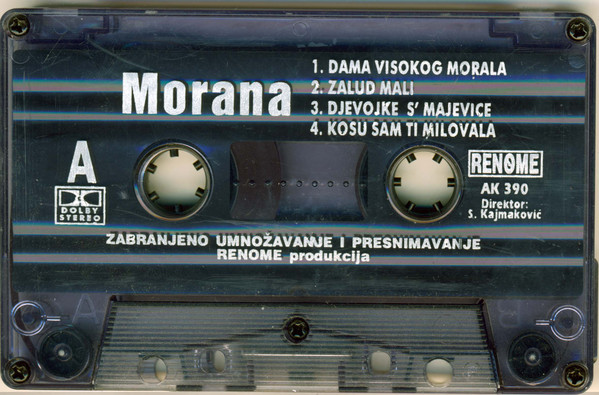 Morana
1. DAMA VISOKOG MORALA
2. ZALUD MALI
3. DJEVOJKE S' MAJEVICE
4. KOSU SAM TI MILOVALA
A
DOLBY
STEREO
RENOME
AK 390
Direktor:
S. Kajmaković
ZABRANJENO UMNOŽAVANJE I PRESNIMAVANJE
RENOME produkcija
A
B